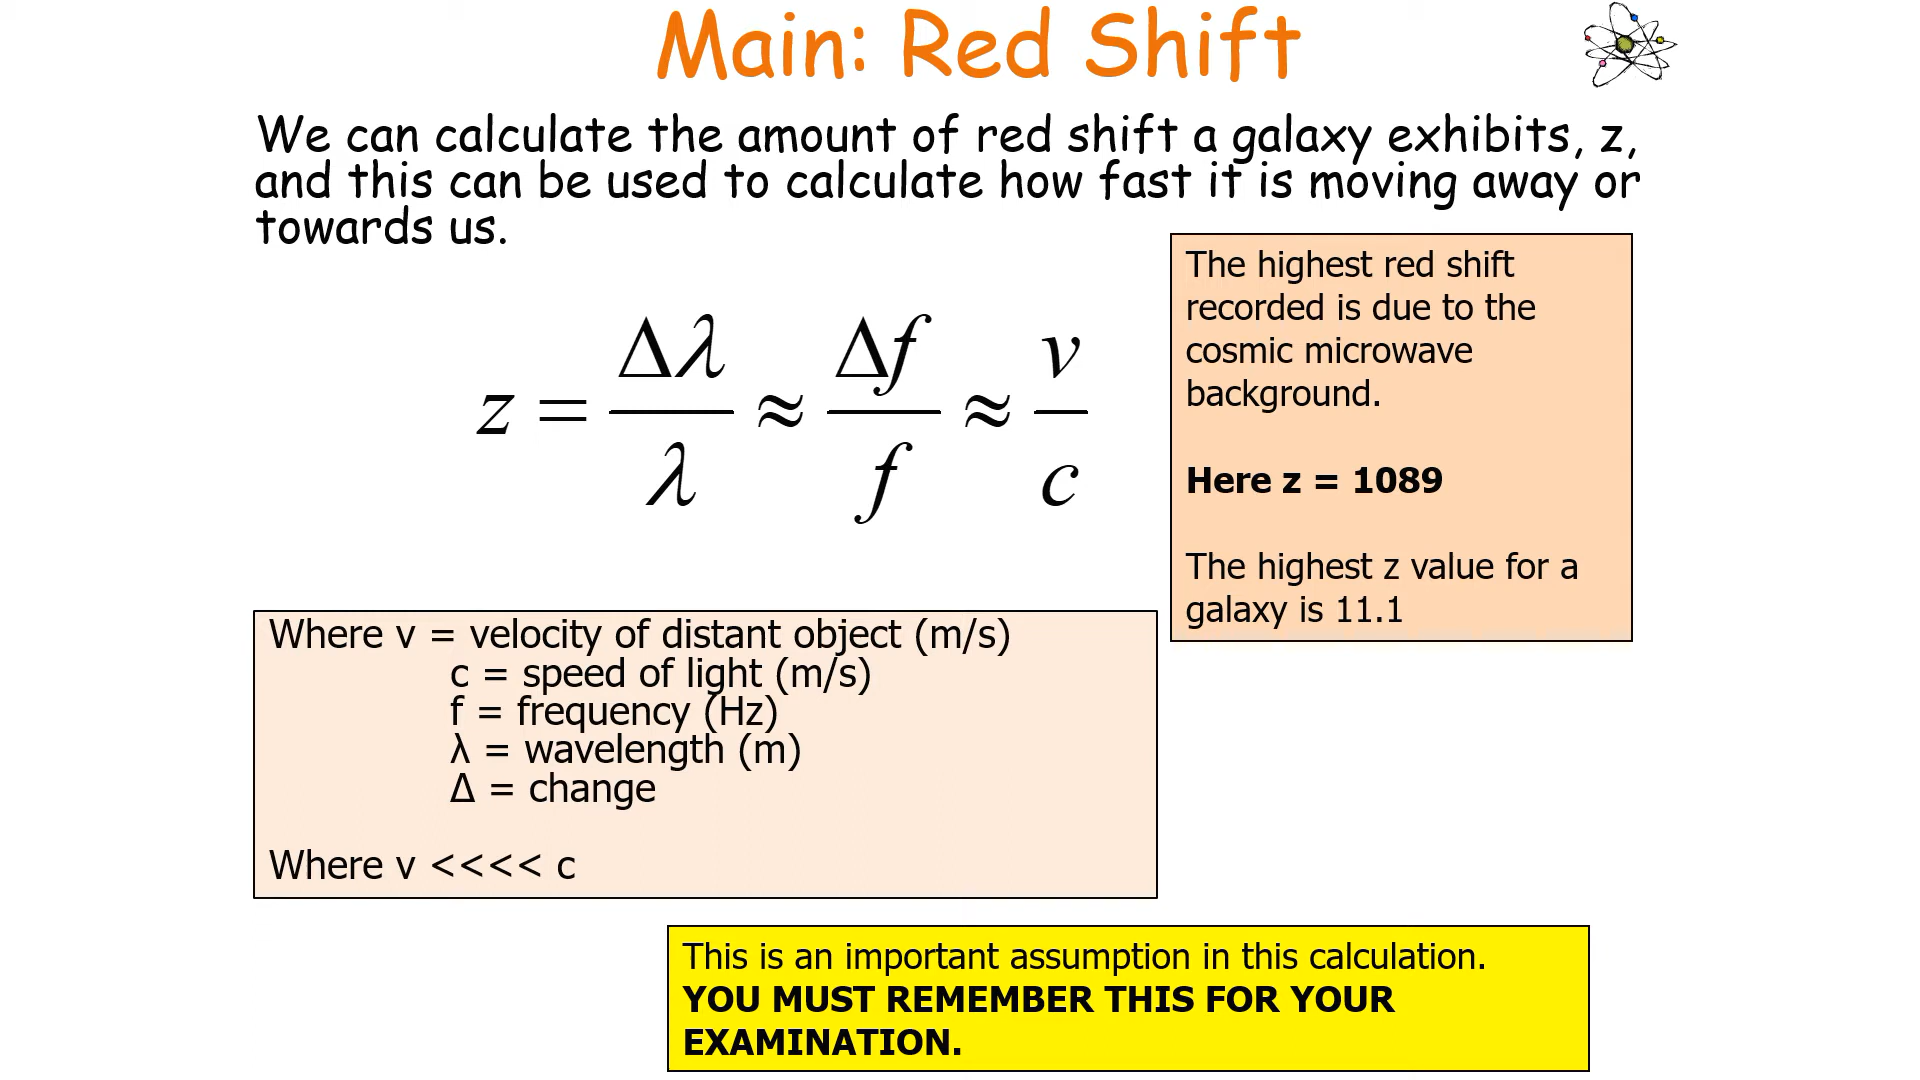 Main: Red Shift
We can calculate the amount of red shift a galaxy exhibits, z,
and this can be used to calculate how fast it is moving away or
towards us.
z = Δλ/λ ≈ Δf/f ≈ v/c
The highest red shift
recorded is due to the
cosmic microwave
background.
Here z = 1089
The highest z value for a
galaxy is 11.1
Where v = velocity of distant object (m/s)
c = speed of light (m/s)
f = frequency (Hz)
λ = wavelength (m)
Δ = change
Where v <<<< c
This is an important assumption in this calculation.
YOU MUST REMEMBER THIS FOR YOUR
EXAMINATION.